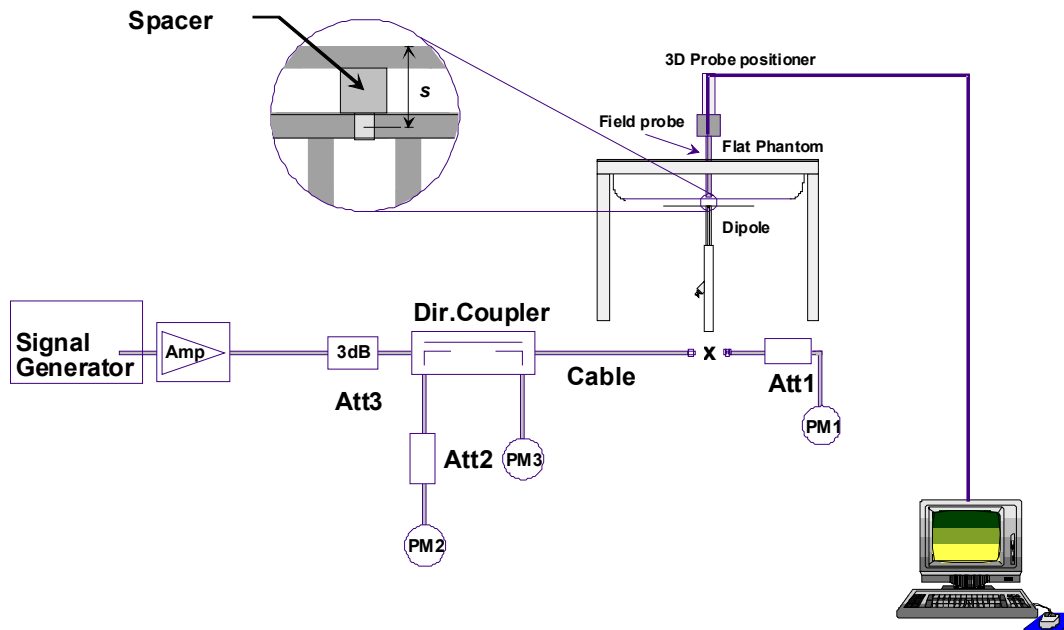 Spacer
s
3D Probe positioner
Field probe
Flat Phantom
Dipole
Signal
Generator
Amp
3dB
Att3
Dir.Coupler
Cable
x
Att1
PM1
Att2
PM3
PM2